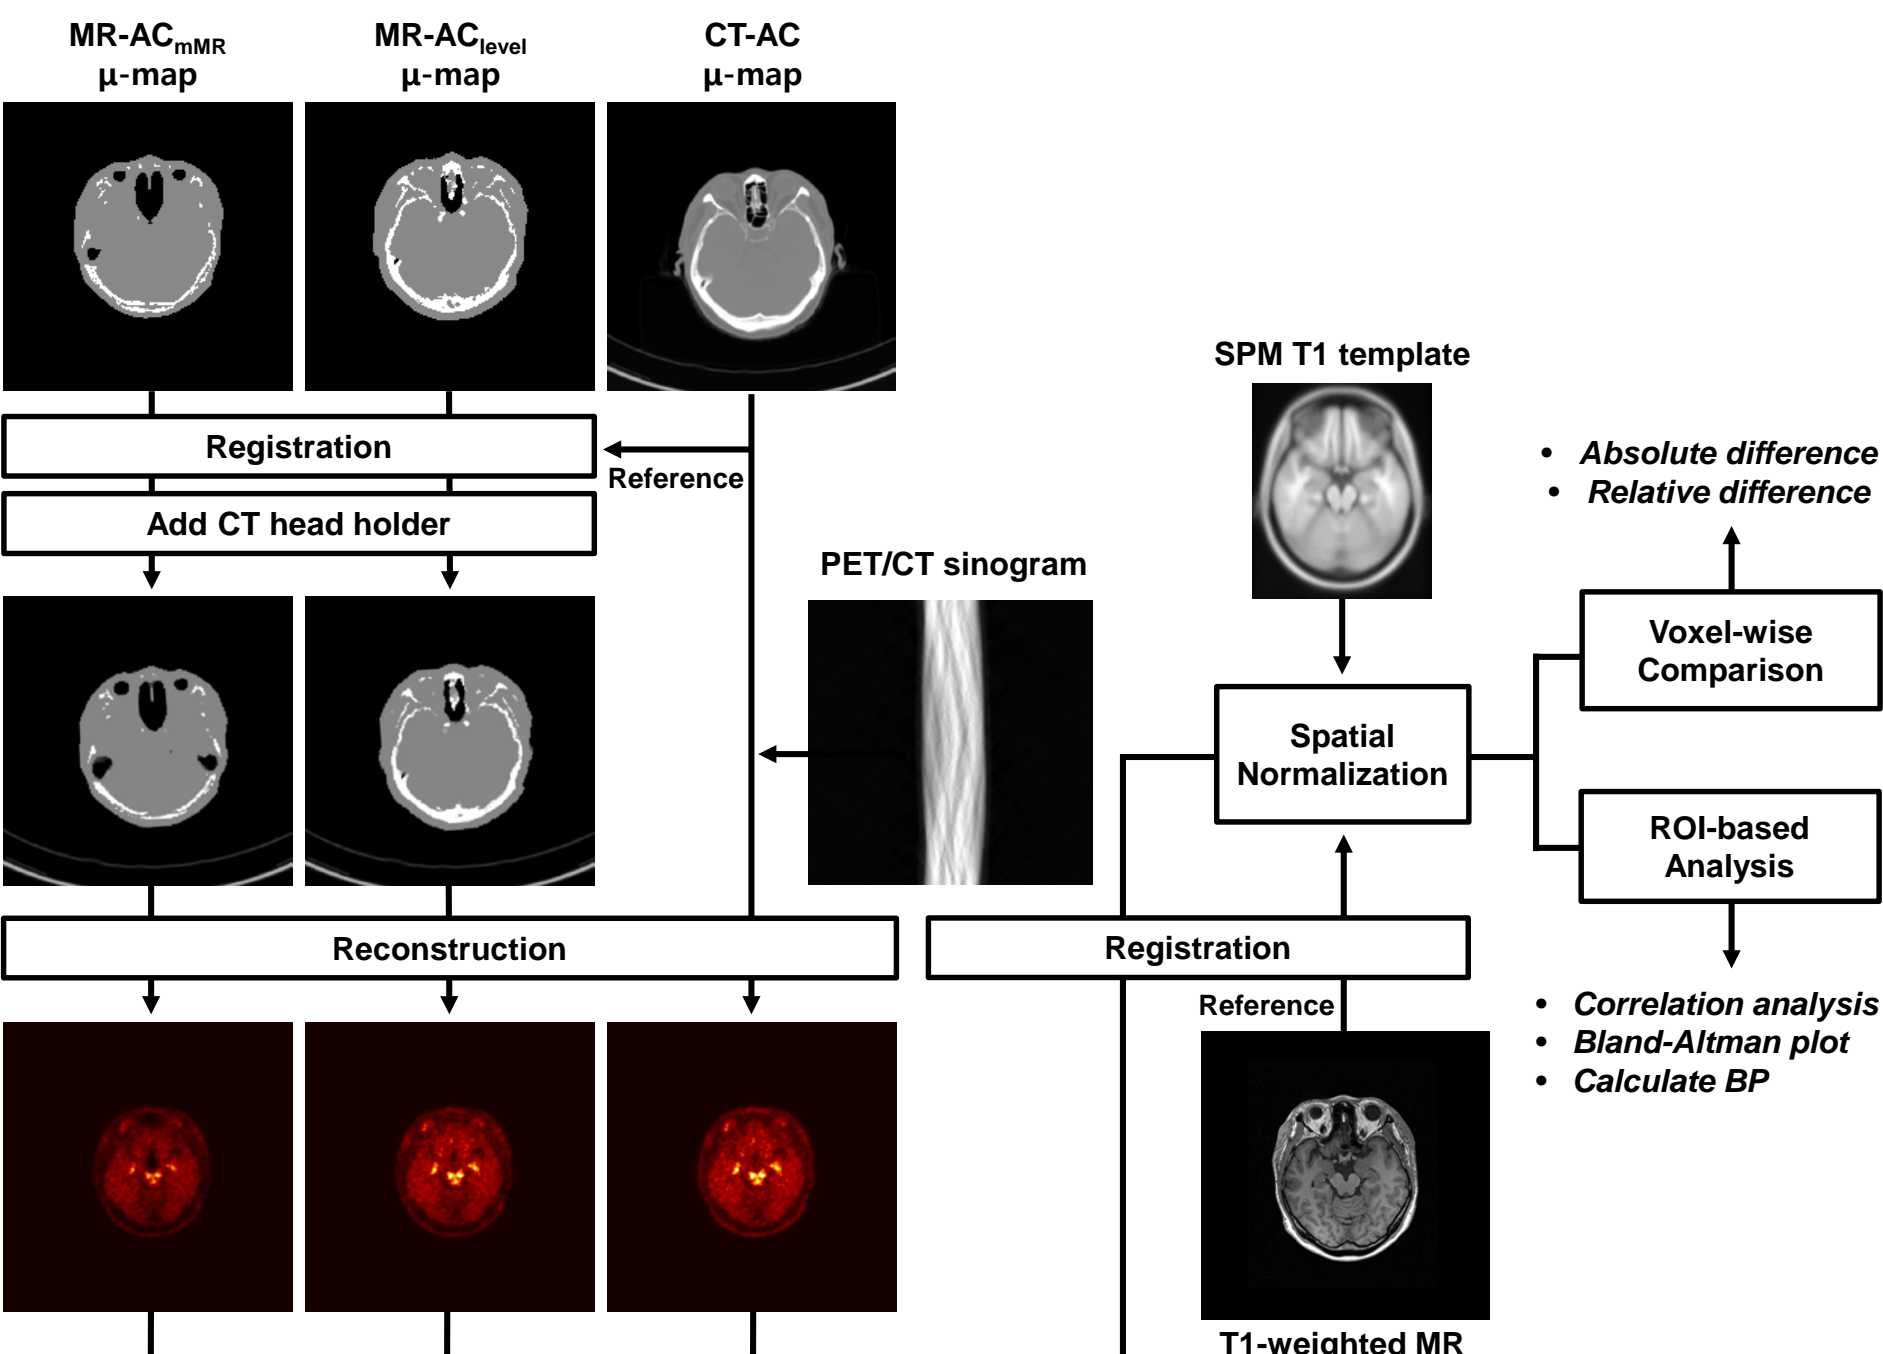 MR-ACmMR
μ-map
MR-AClevel
μ-map
CT-AC
μ-map
Registration
Reference
Add CT head holder
PET/CT sinogram
Reconstruction
SPM T1 template
Spatial
Normalization
Registration
Reference
T1-weighted MR
• Absolute difference
• Relative difference
Voxel-wise
Comparison
ROI-based
Analysis
• Correlation analysis
• Bland-Altman plot
• Calculate BP